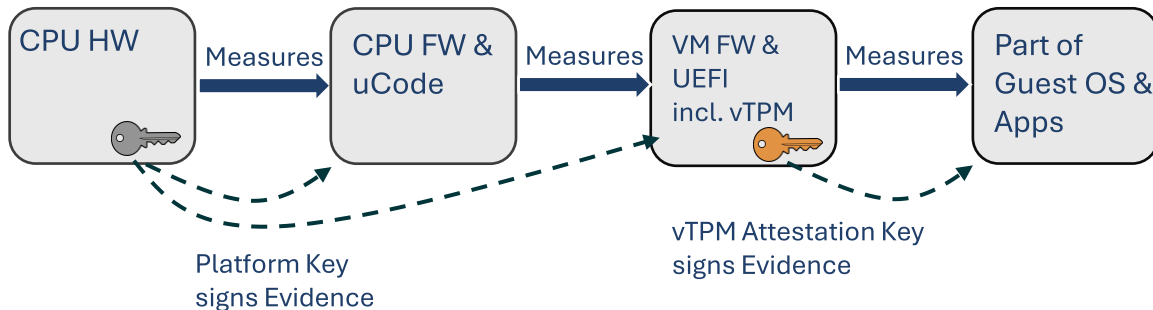 CPU HW
Measures
CPU FW &
uCode
Measures
VM FW &
UEFI
incl. vTPM
Measures
Part of
Guest OS &
Apps
Platform Key
signs Evidence
vTPM Attestation Key
signs Evidence